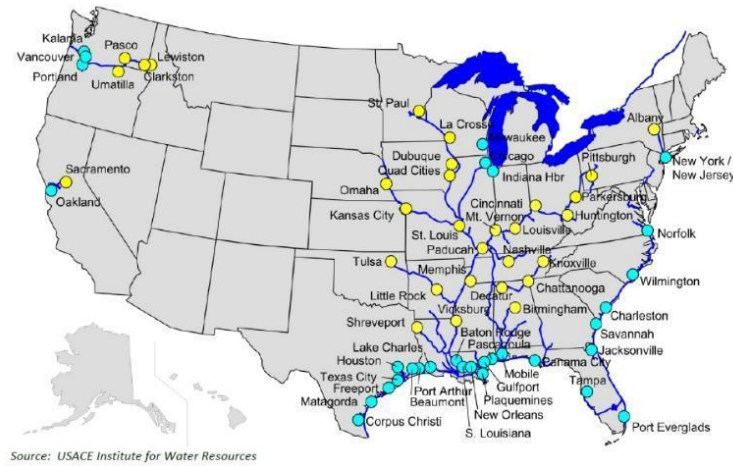 Kalama
Vancouver
Portland
Pasco
Umatilla
Lewiston
Clarkston
Sacramento
Oakland
St. Paul
La Crosse
Milwaukee
Chicago
Indiana Hbr
Dubuque
Quad Cities
Omaha
Kansas City
St. Louis
Paducah
Cincinnati
Mt. Vernon
Louisville
Nashville
Knoxville
Pittsburgh
Parkersburg
Huntington
Albany
New York /
New Jersey
Norfolk
Wilmington
Charleston
Savannah
Jacksonville
Tulsa
Memphis
Little Rock
Decatur
Chattanooga
Vicksburg
Birmingham
Shreveport
Baton Rouge
/ Pascagoula
Lake Charles
Houston
Texas City
Freeport
Matagorda
Corpus Christi
Port Arthur
Beaumont
S. Louisiana
New Orleans
Plaquemines
Gulfport
Mobile
Panama City
Tampa
Port Everglads
Source: USACE Institute for Water Resources